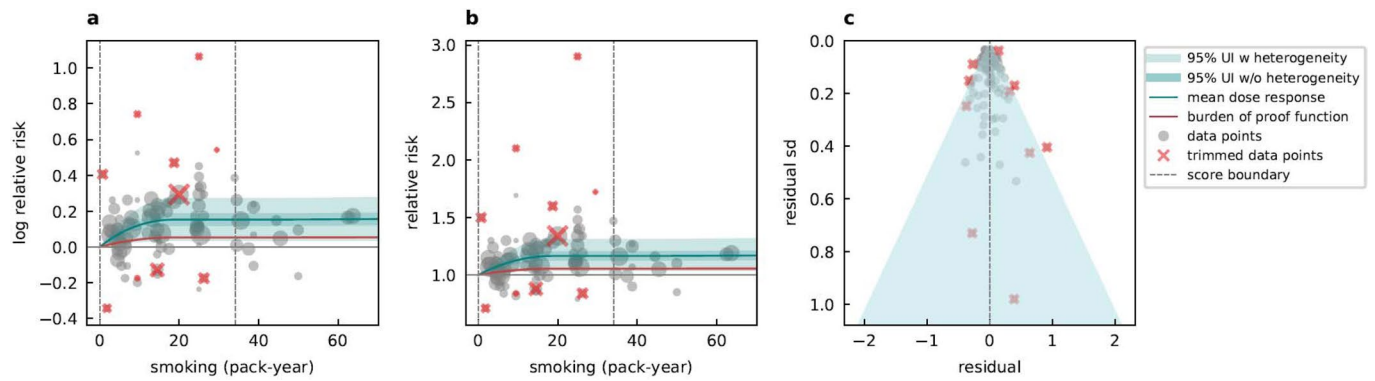 a
log relative risk
1.0
0.8
0.6
0.4
0.2
0.0
−0.2
−0.4
0 20 40 60
smoking (pack-year)
b
relative risk
3.0
2.5
2.0
1.5
1.0
0 20 40 60
smoking (pack-year)
c
residual sd
0.0
0.2
0.4
0.6
0.8
1.0
−2 −1 0 1 2
residual
95% UI w heterogeneity
95% UI w/o heterogeneity
mean dose response
burden of proof function
data points
trimmed data points
score boundary